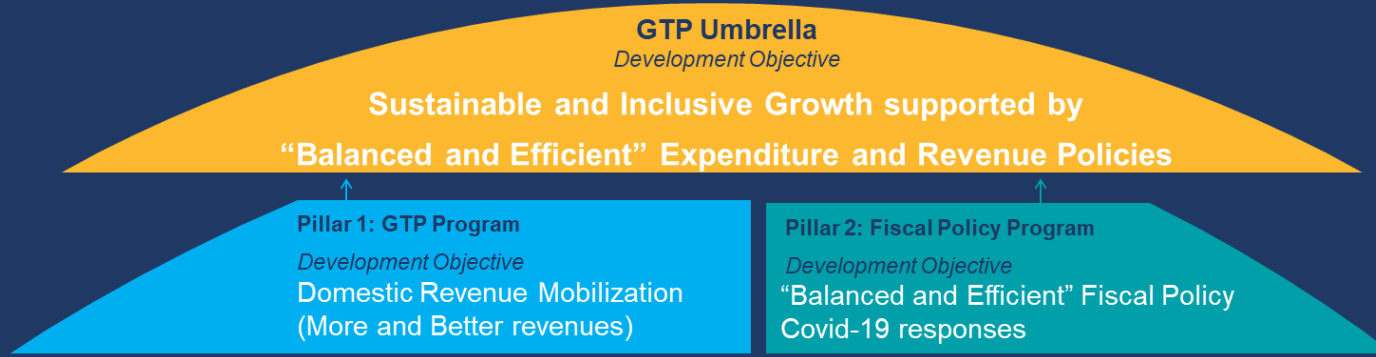 GTP Umbrella
Development Objective
Sustainable and Inclusive Growth supported by
“Balanced and Efficient” Expenditure and Revenue Policies
Pillar 1: GTP Program
Development Objective
Domestic Revenue Mobilization
(More and Better revenues)
Pillar 2: Fiscal Policy Program
Development Objective
“Balanced and Efficient” Fiscal Policy
Covid-19 responses